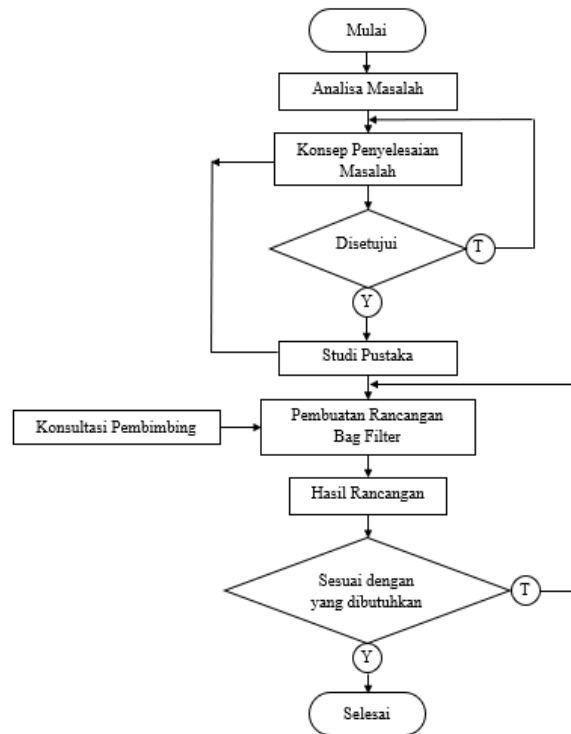 Mulai
Analisa Masalah
Konsep Penyelesaian
Masalah
Disetujui
T
Y
Studi Pustaka
Konsultasi Pembimbing
Pembuatan Rancangan
Bag Filter
Hasil Rancangan
Sesuai dengan
yang dibutuhkan
T
Y
Selesai